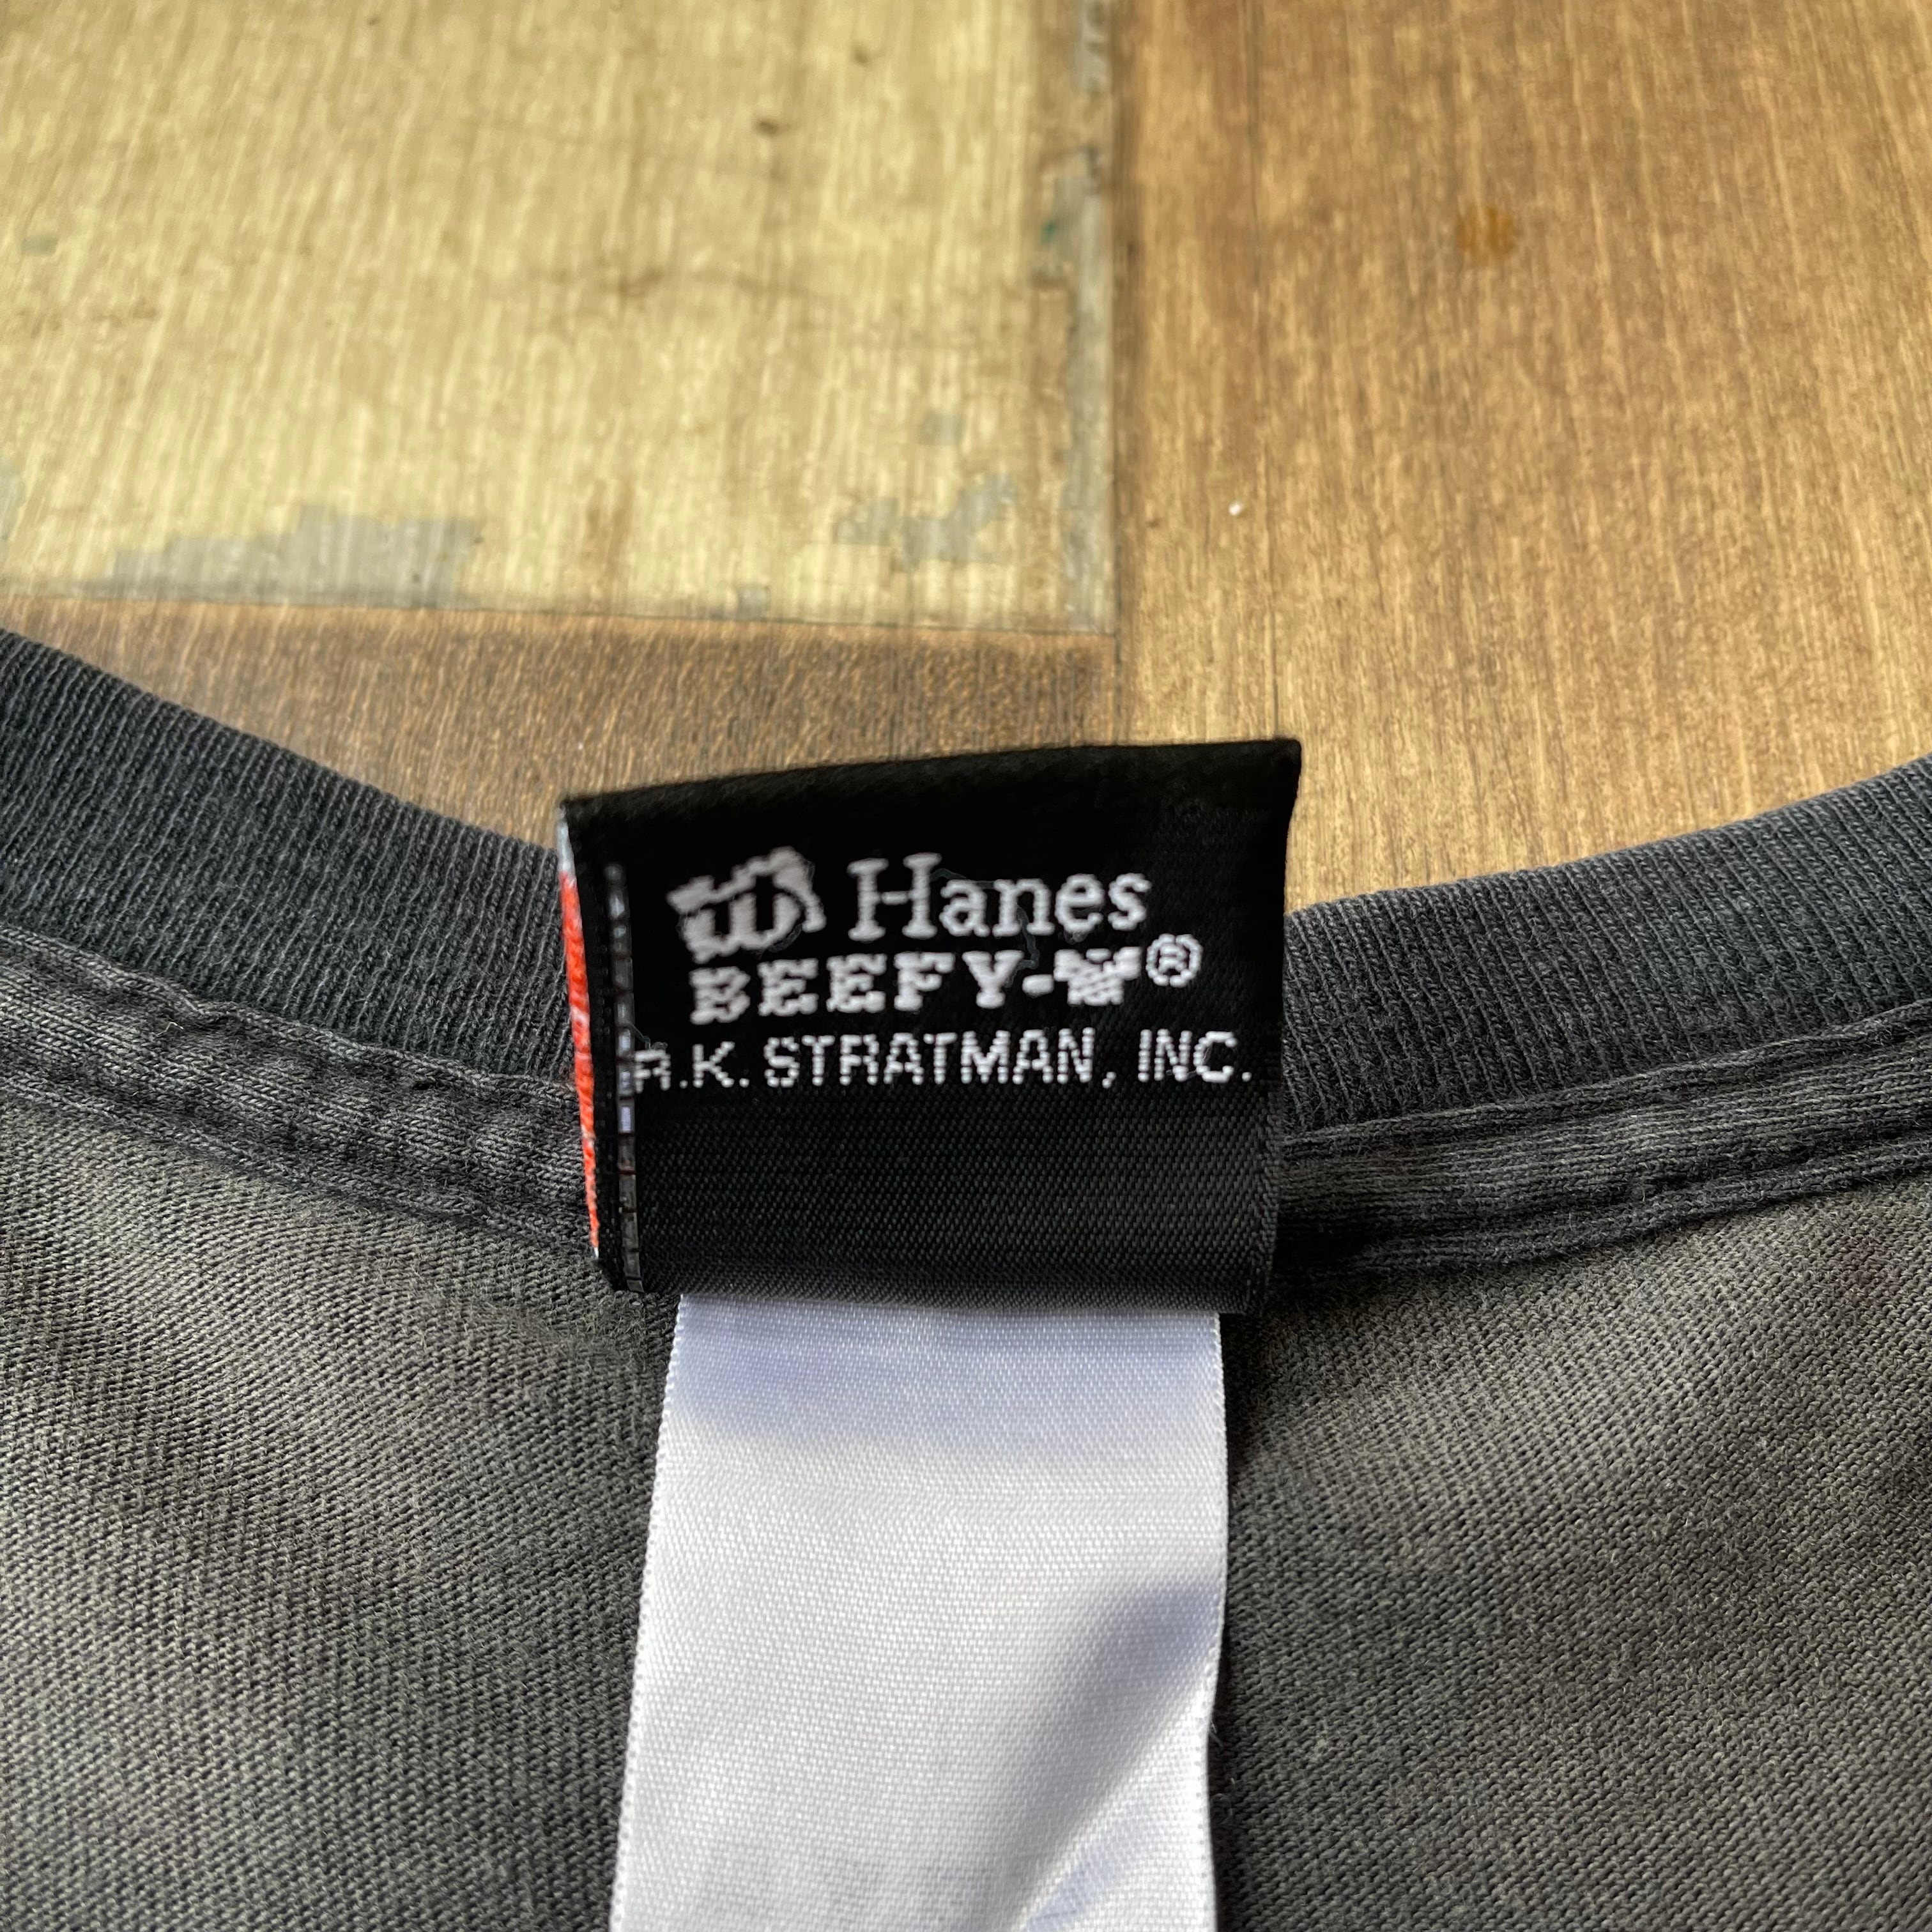 Hanes
BEEFY-T®
R.K. STRATMAN, INC.